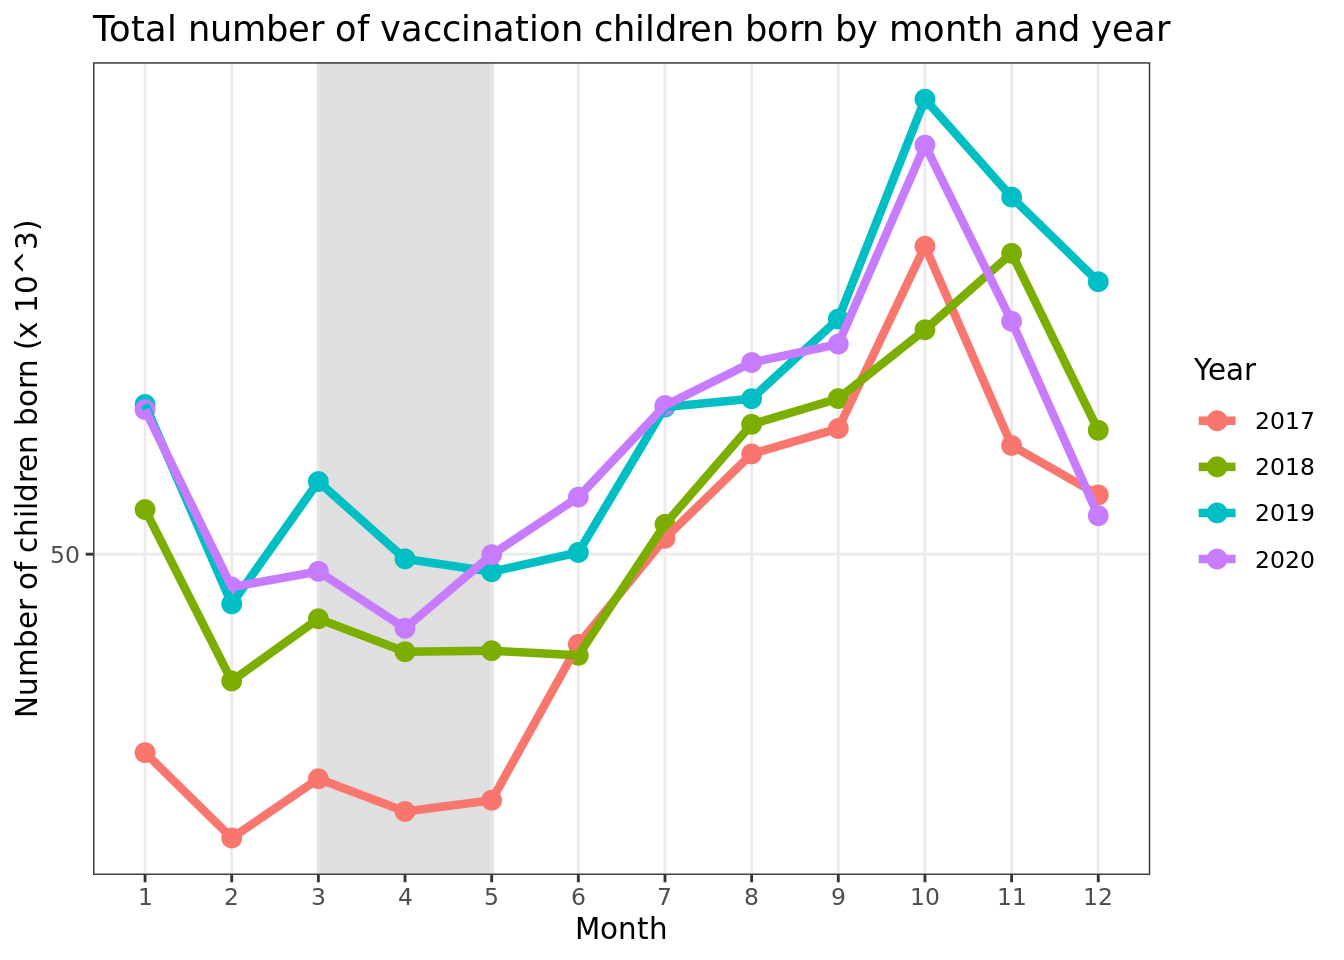 Total number of vaccination children born by month and year
Number of children born (x 10^3)
50
1 2 3 4 5 6 7 8 9 10 11 12
Month
Year
2017
2018
2019
2020